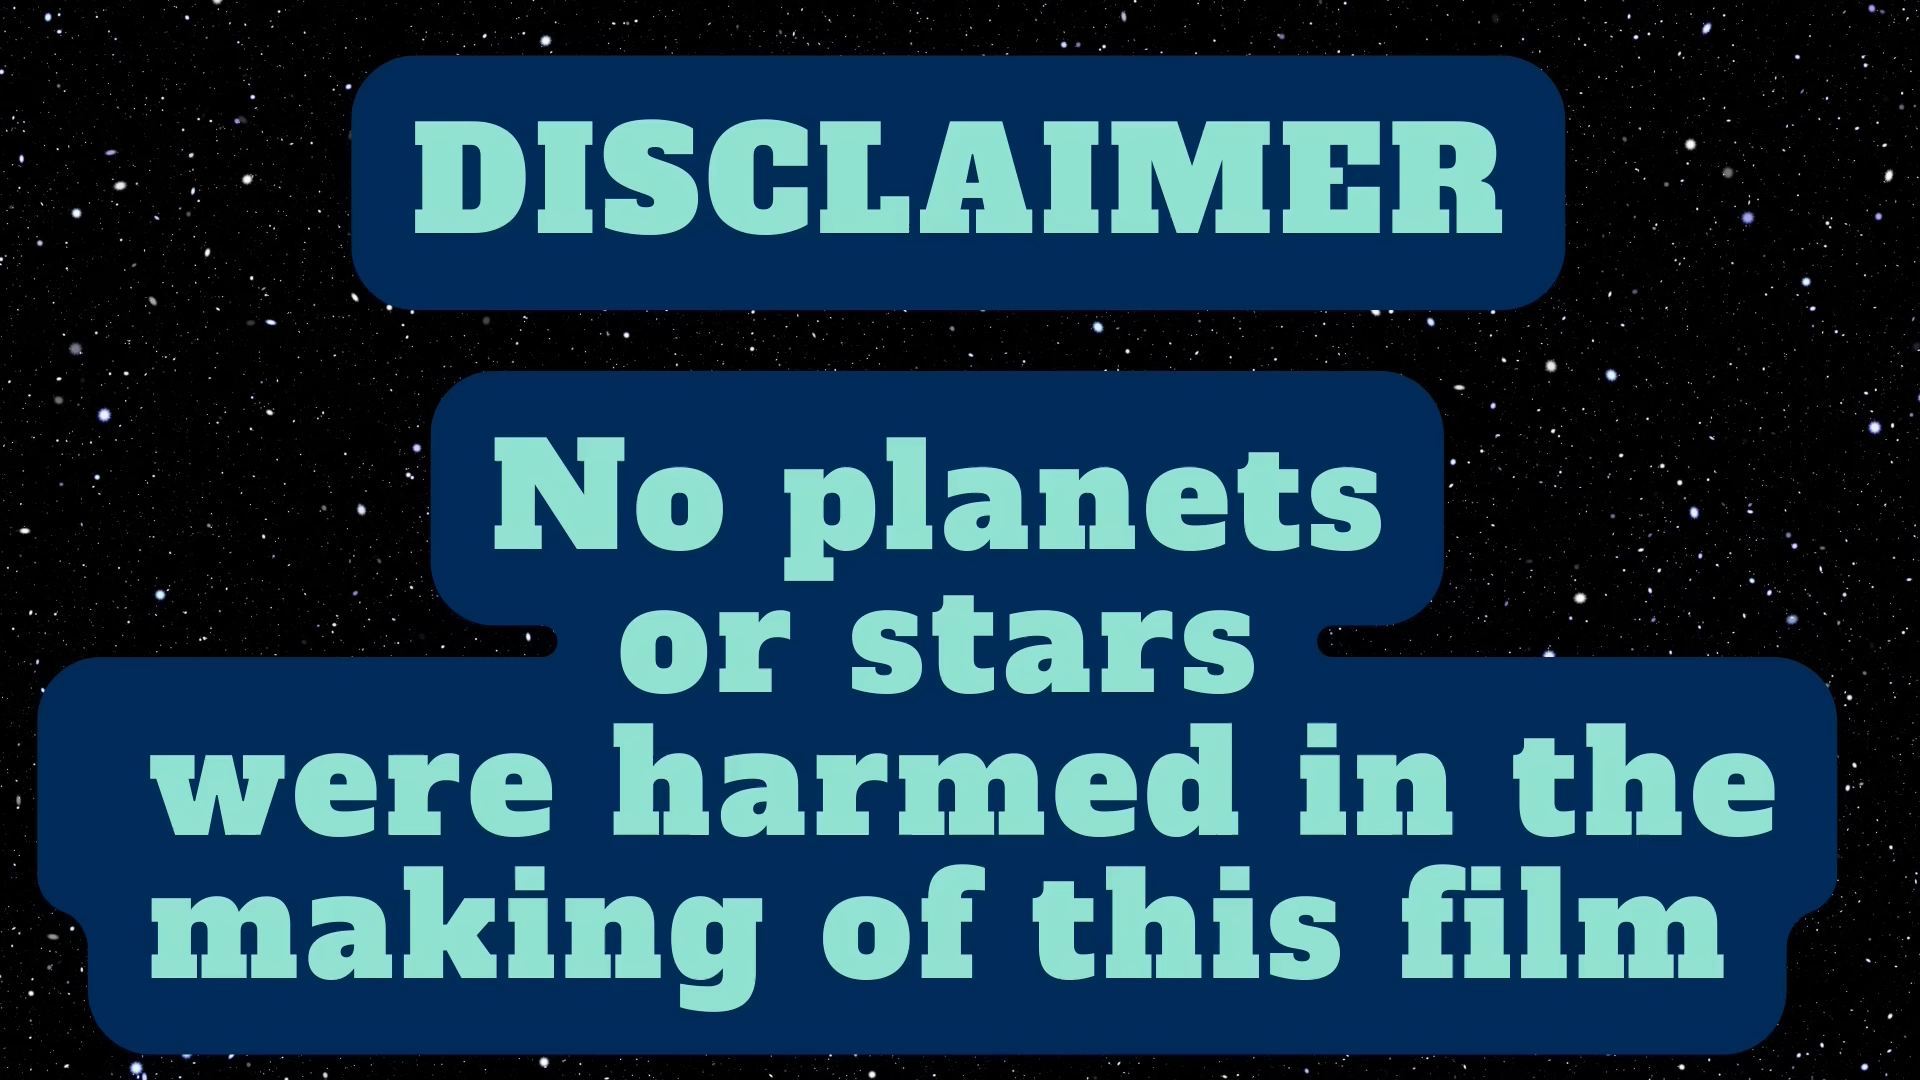 DISCLAIMER
No planets
or stars
were harmed in the
making of this film